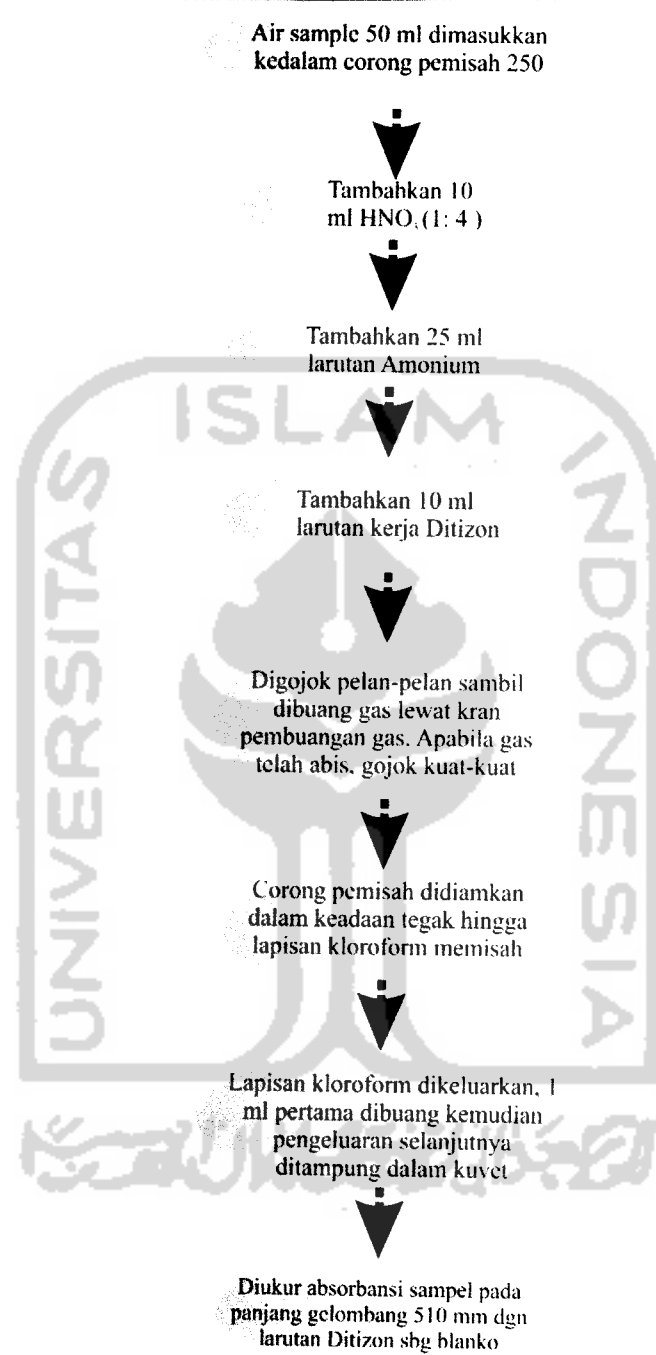 Air sample 50 ml dimasukkan
kedalam corong pemisah 250
Tambahkan 10
ml HNO₃ (1: 4 )
Tambahkan 25 ml
larutan Amonium
Tambahkan 10 ml
larutan kerja Ditizon
Digojok pelan-pelan sambil
dibuang gas lewat kran
pembuangan gas. Apabila gas
telah abis, gojok kuat-kuat
Corong pemisah didiamkan
dalam keadaan tegak hingga
lapisan kloroform memisah
Lapisan kloroform dikeluarkan, 1
ml pertama dibuang kemudian
pengeluaran selanjutnya
ditampung dalam kuvet
Diukur absorbansi sampel pada
panjang gelombang 510 mm dgn
larutan Ditizon sbg blanko
UNIVERSITAS
ISLAM
INDONESIA